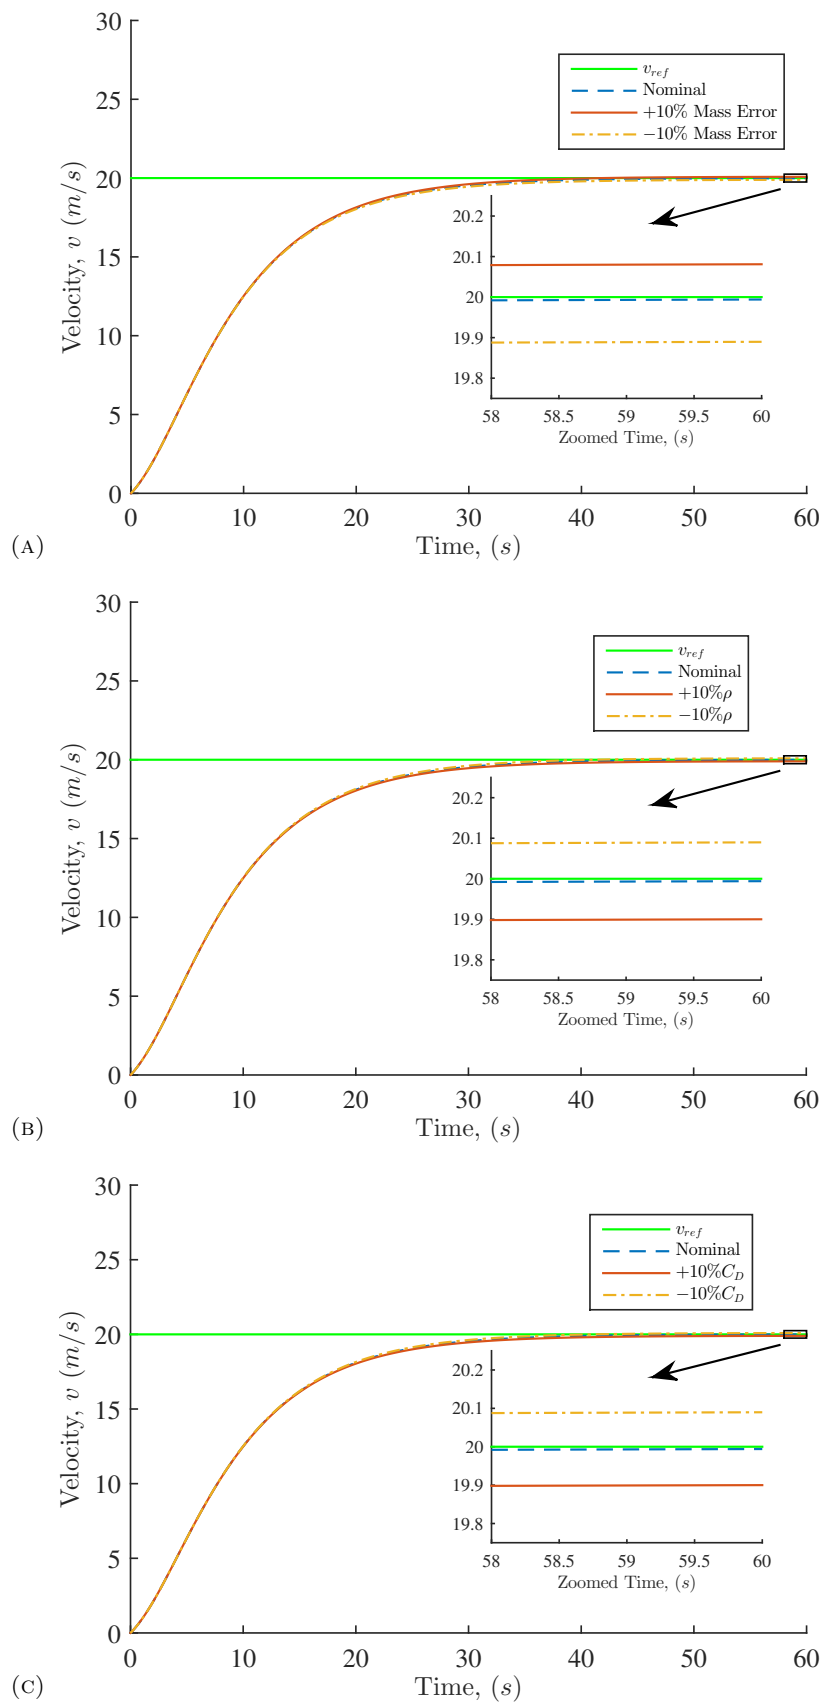 30
25
20
15
10
5
0
Velocity, v (m/s)
v_ref
Nominal
+10% Mass Error
−10% Mass Error
20.2
20.1
20
19.9
19.8
58 58.5 59 59.5 60
Zoomed Time, (s)
0 10 20 30 40 50 60
Time, (s)
(A)
30
25
20
15
10
5
0
Velocity, v (m/s)
v_ref
Nominal
+10%ρ
−10%ρ
20.2
20.1
20
19.9
19.8
58 58.5 59 59.5 60
Zoomed Time, (s)
0 10 20 30 40 50 60
Time, (s)
(B)
30
25
20
15
10
5
0
Velocity, v (m/s)
v_ref
Nominal
+10%C_D
−10%C_D
20.2
20.1
20
19.9
19.8
58 58.5 59 59.5 60
Zoomed Time, (s)
0 10 20 30 40 50 60
Time, (s)
(C)